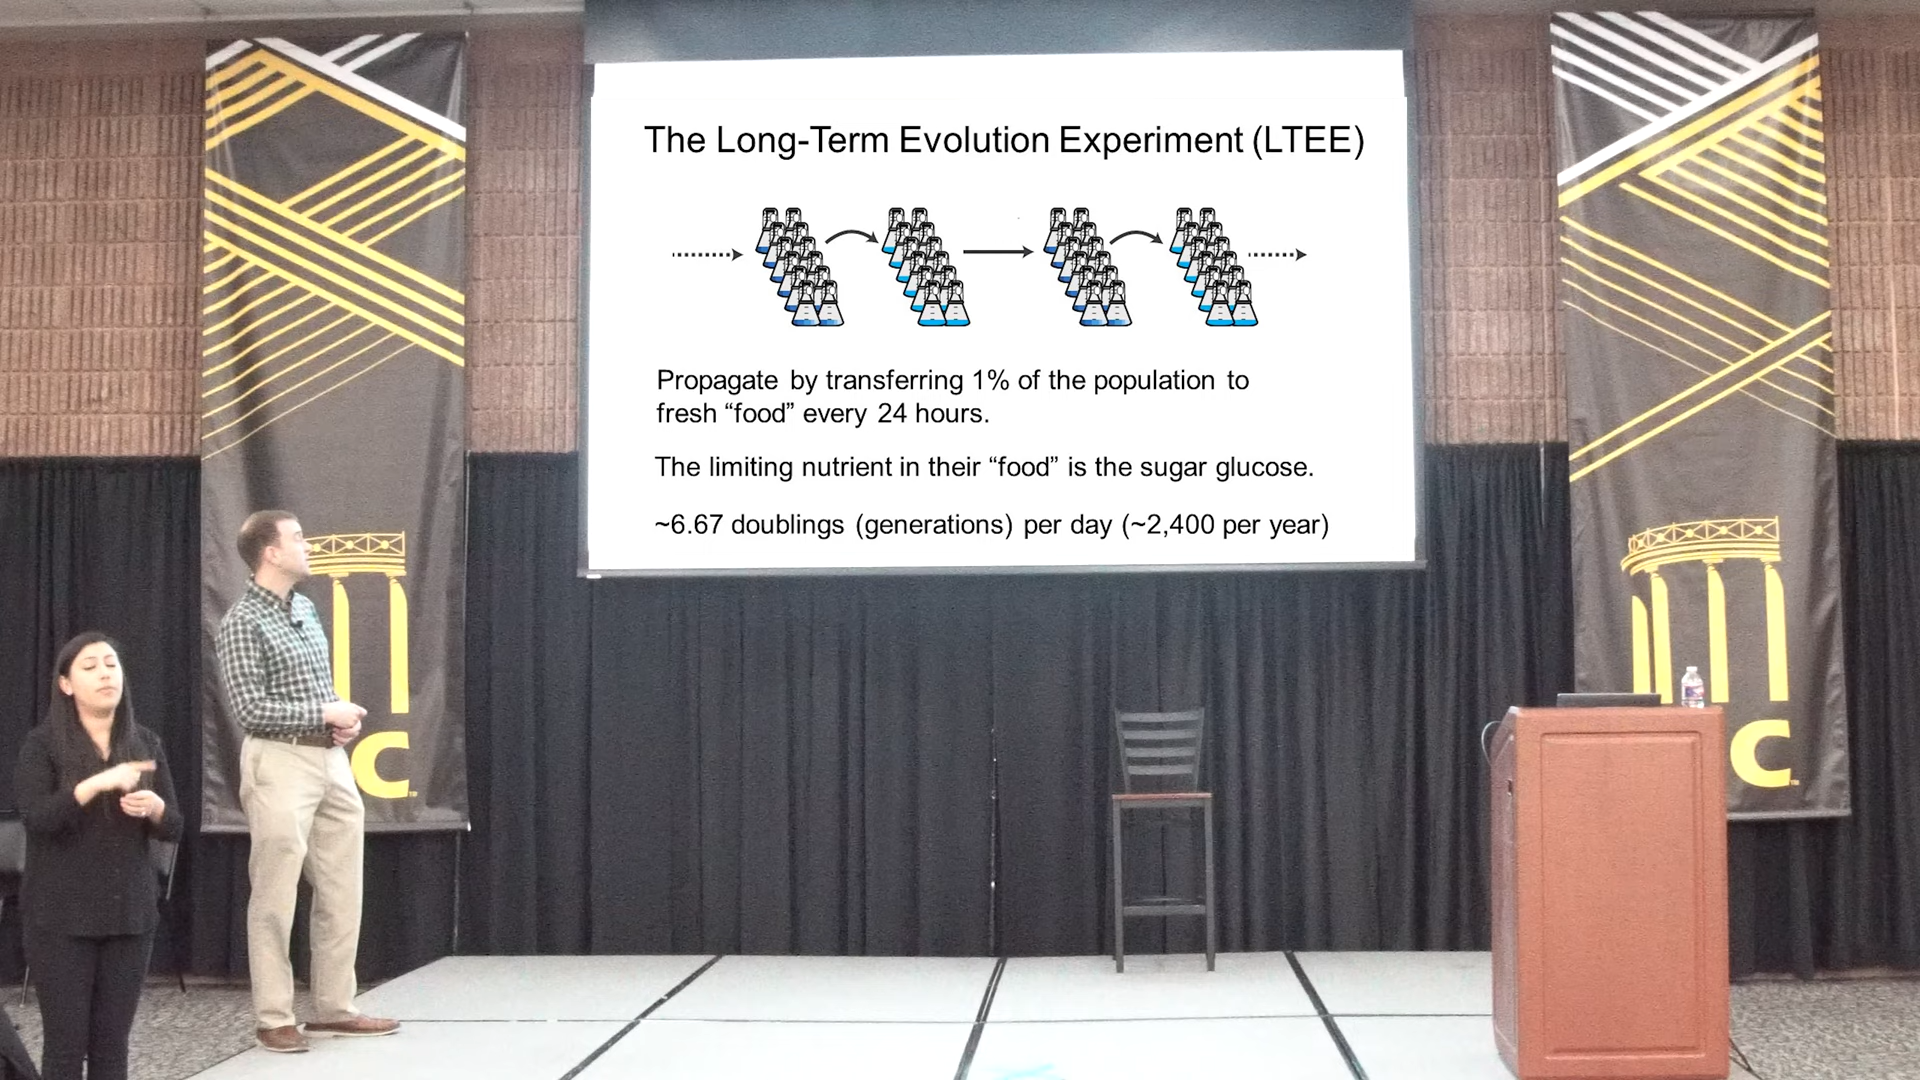 The Long-Term Evolution Experiment (LTEE)
Propagate by transferring 1% of the population to
fresh “food” every 24 hours.
The limiting nutrient in their “food” is the sugar glucose.
~6.67 doublings (generations) per day (~2,400 per year)
C
TM
C
TM